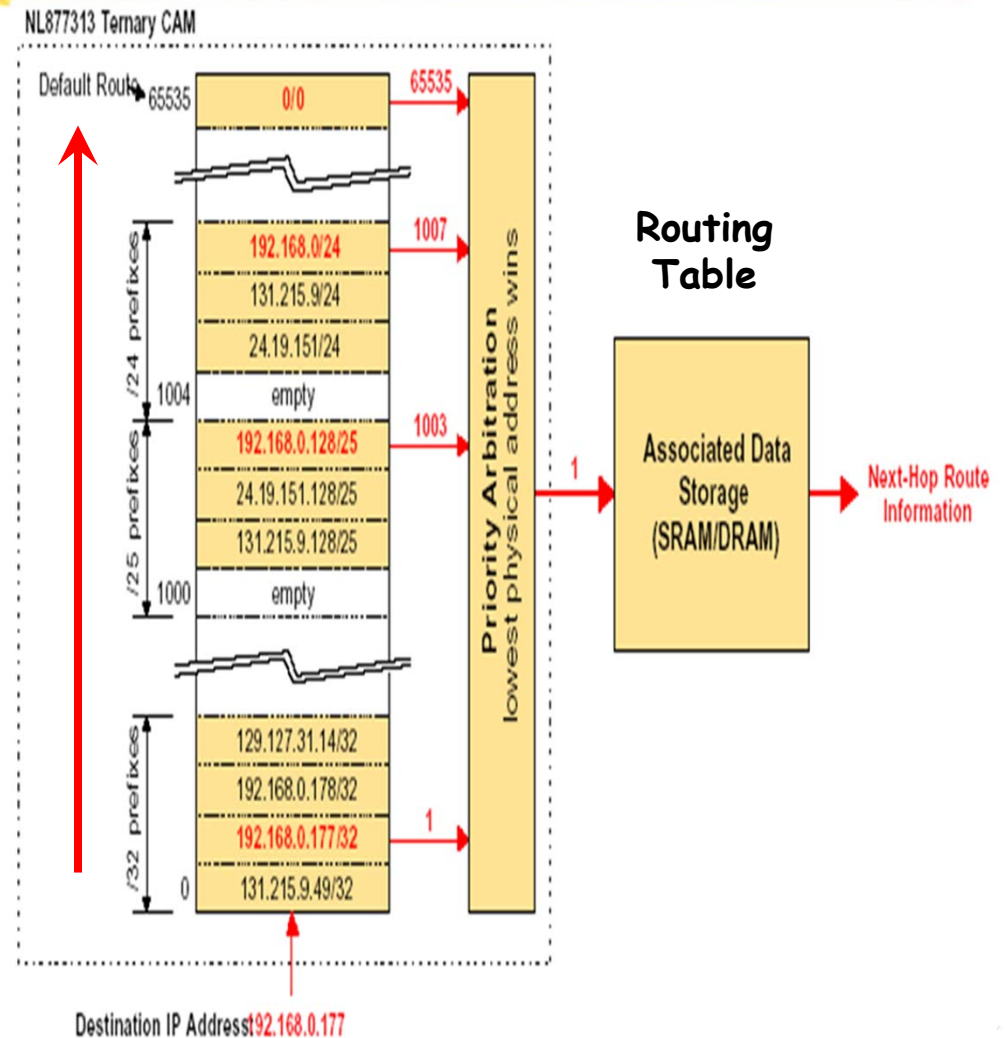 NL877313 Ternary CAM
Default Route
65535
0/0
65535
/24 prefixes
192.168.0/24
1007
131.215.9/24
24.19.151/24
1004
empty
/25 prefixes
192.168.0.128/25
1003
24.19.151.128/25
131.215.9.128/25
1000
empty
/32 prefixes
129.127.31.14/32
192.168.0.178/32
192.168.0.177/32
1
0
131.215.9.49/32
Priority Arbitration
lowest physical address wins
1
Routing
Table
Associated Data
Storage
(SRAM/DRAM)
Next-Hop Route
Information
Destination IP Address192.168.0.177